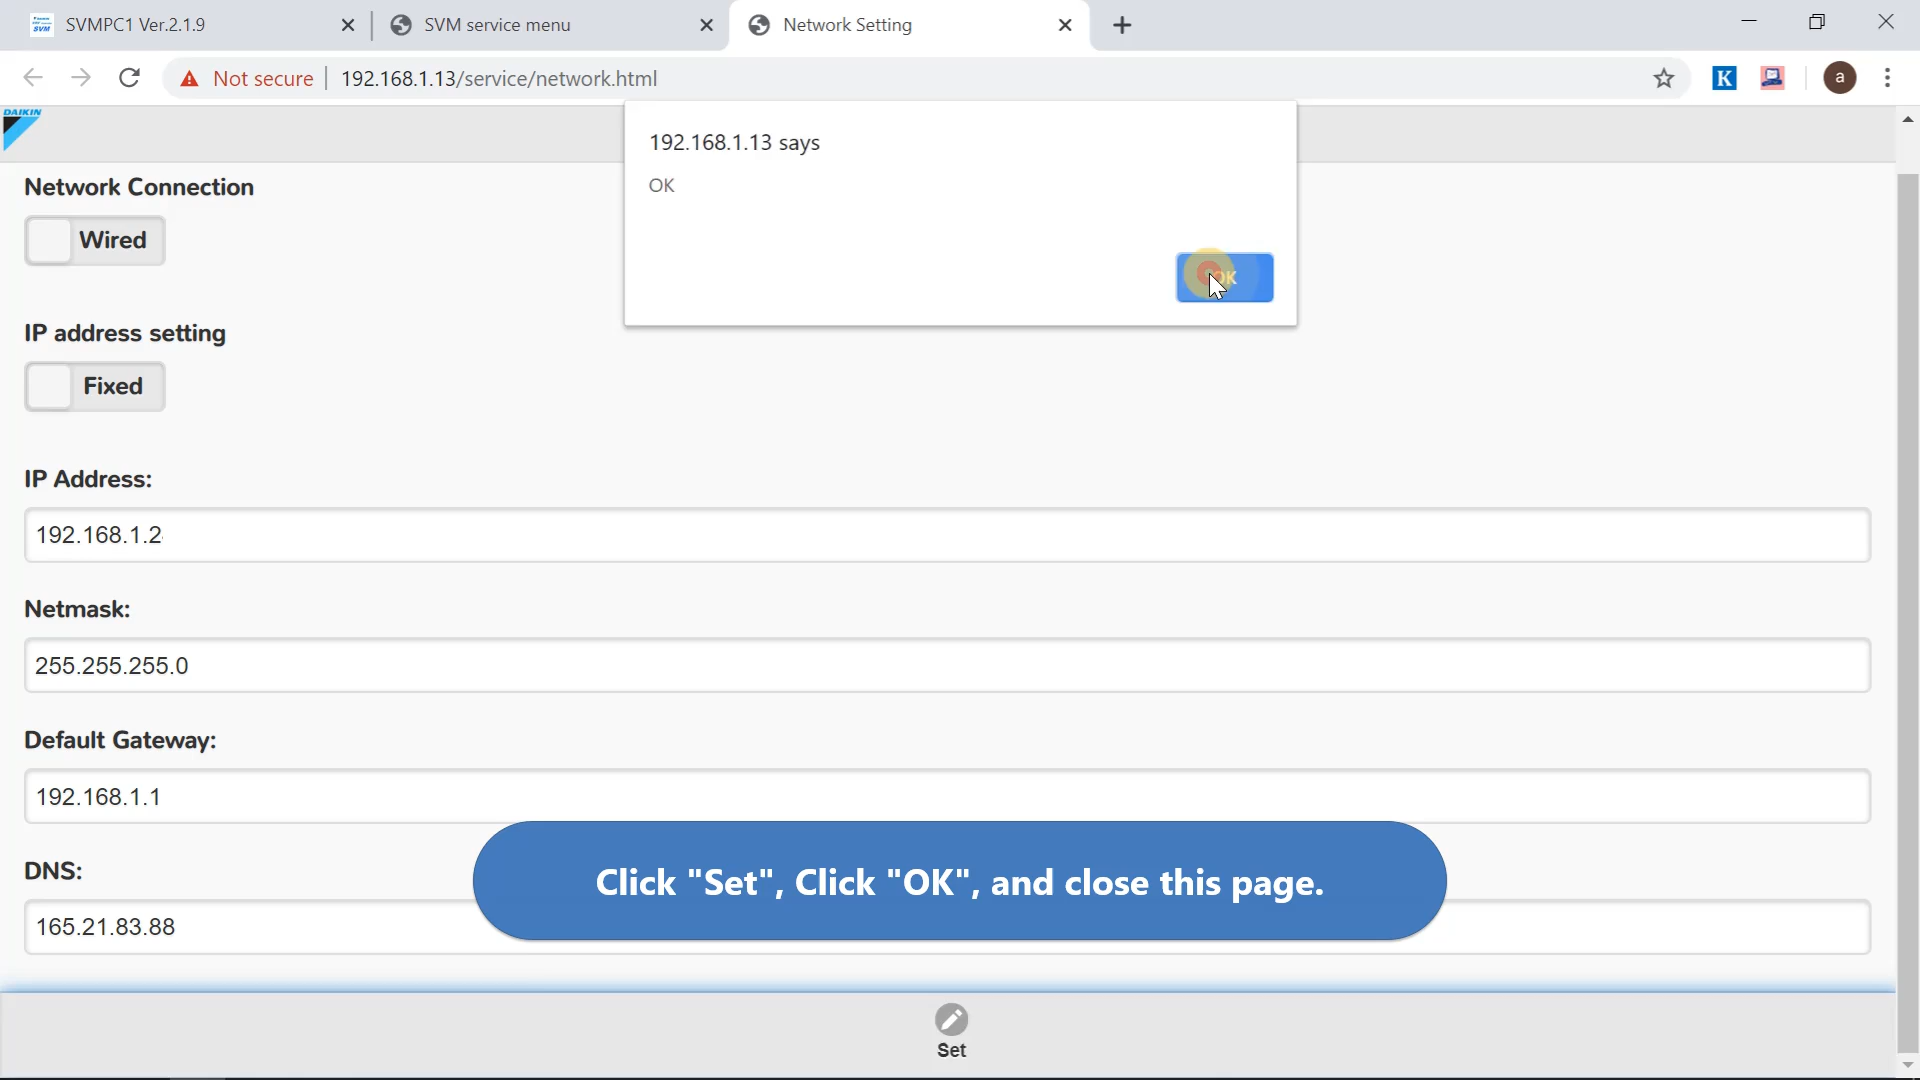 SVMPC1 Ver.2.1.9
SVM service menu
Network Setting
Not secure
192.168.1.13/service/network.html
K
a
DAIKIN
192.168.1.13 says
OK
OK
Network Connection
Wired
IP address setting
Fixed
IP Address:
192.168.1.2
Netmask:
255.255.255.0
Default Gateway:
192.168.1.1
DNS:
165.21.83.88
Click "Set", Click "OK", and close this page.
Set